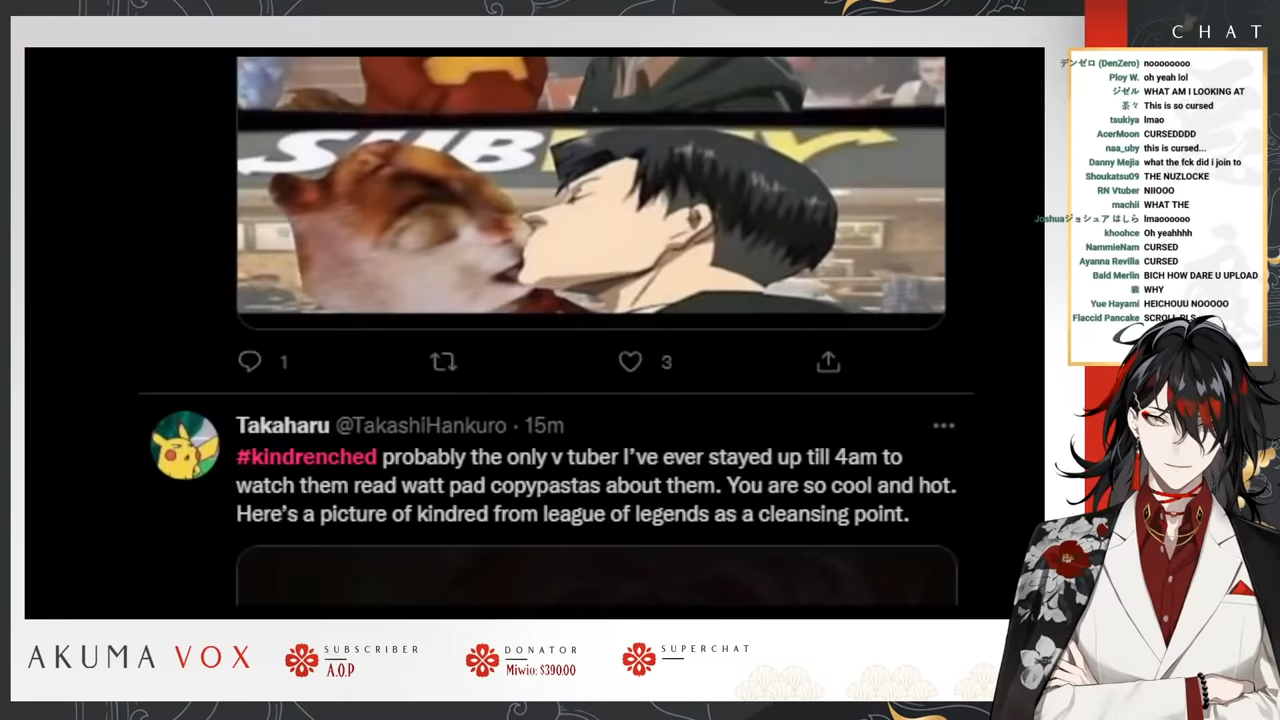 CHAT
デンゼロ (DenZero) noooooooo
Ploy W. oh yeah lol
ジゼル WHAT AM I LOOKING AT
茶々 This is so cursed
tsukiya lmao
AcerMoon CURSEDDDD
naa_uby this is cursed...
Danny Mejia what the fck did i join to
Shoukatsu09 THE NUZLOCKE
RN Vtuber NIIOOO
machii WHAT THE
Joshuaジョシュア はしら lmaoooooo
khoohce Oh yeahhhh
NammieNam CURSED
Ayanna Revilla CURSED
Bald Merlin BICH HOW DARE U UPLOAD
WHY
Yue Hayami HEICHOUU NOOOOO
Flaccid Pancake SCROLL PLS
SUBWAY
1
3
Takaharu @TakashiHankuro · 15m
#kindrenched probably the only v tuber I've ever stayed up till 4am to
watch them read watt pad copypastas about them. You are so cool and hot.
Here's a picture of kindred from league of legends as a cleansing point.
AKUMA VOX
SUBSCRIBER
A.O.P
DONATOR
Miwio: $390.00
SUPERCHAT